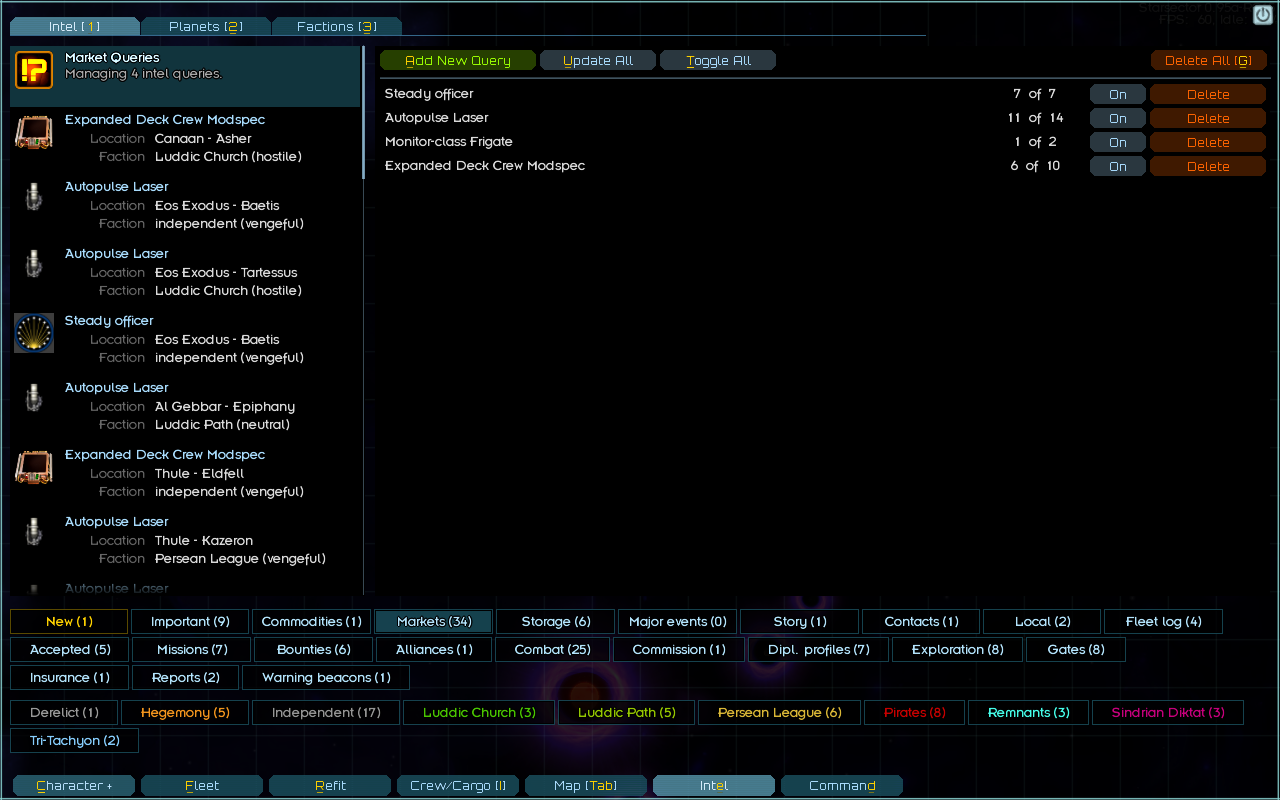 Starsector 0.95a-R
FPS: 60, idle
Intel [1] Planets [2] Factions [3]
Market Queries
Managing 4 intel queries.
Expanded Deck Crew Modspec
Location Canaan - Asher
Faction Luddic Church (hostile)
Autopulse Laser
Location Eos Exodus - Baetis
Faction independent (vengeful)
Autopulse Laser
Location Eos Exodus - Tartessus
Faction Luddic Church (hostile)
Steady officer
Location Eos Exodus - Baetis
Faction independent (vengeful)
Autopulse Laser
Location Al Gebbar - Epiphany
Faction Luddic Path (neutral)
Expanded Deck Crew Modspec
Location Thule - Eldfell
Faction independent (vengeful)
Autopulse Laser
Location Thule - Kazeron
Faction Persean League (vengeful)
Autopulse Laser
Add New Query Update All Toggle All Delete All [G]
Steady officer 7 of 7 On Delete
Autopulse Laser 11 of 14 On Delete
Monitor-class Frigate 1 of 2 On Delete
Expanded Deck Crew Modspec 6 of 10 On Delete
New (1) Important (9) Commodities (1) Markets (34) Storage (6) Major events (0) Story (1) Contacts (1) Local (2) Fleet log (4)
Accepted (5) Missions (7) Bounties (6) Alliances (1) Combat (25) Commission (1) Dipl. profiles (7) Exploration (8) Gates (8)
Insurance (1) Reports (2) Warning beacons (1)
Derelict (1) Hegemony (5) Independent (17) Luddic Church (3) Luddic Path (5) Persean League (6) Pirates (8) Remnants (3) Sindrian Diktat (3)
Tri-Tachyon (2)
Character + Fleet Refit Crew/Cargo [I] Map [Tab] Intel Command